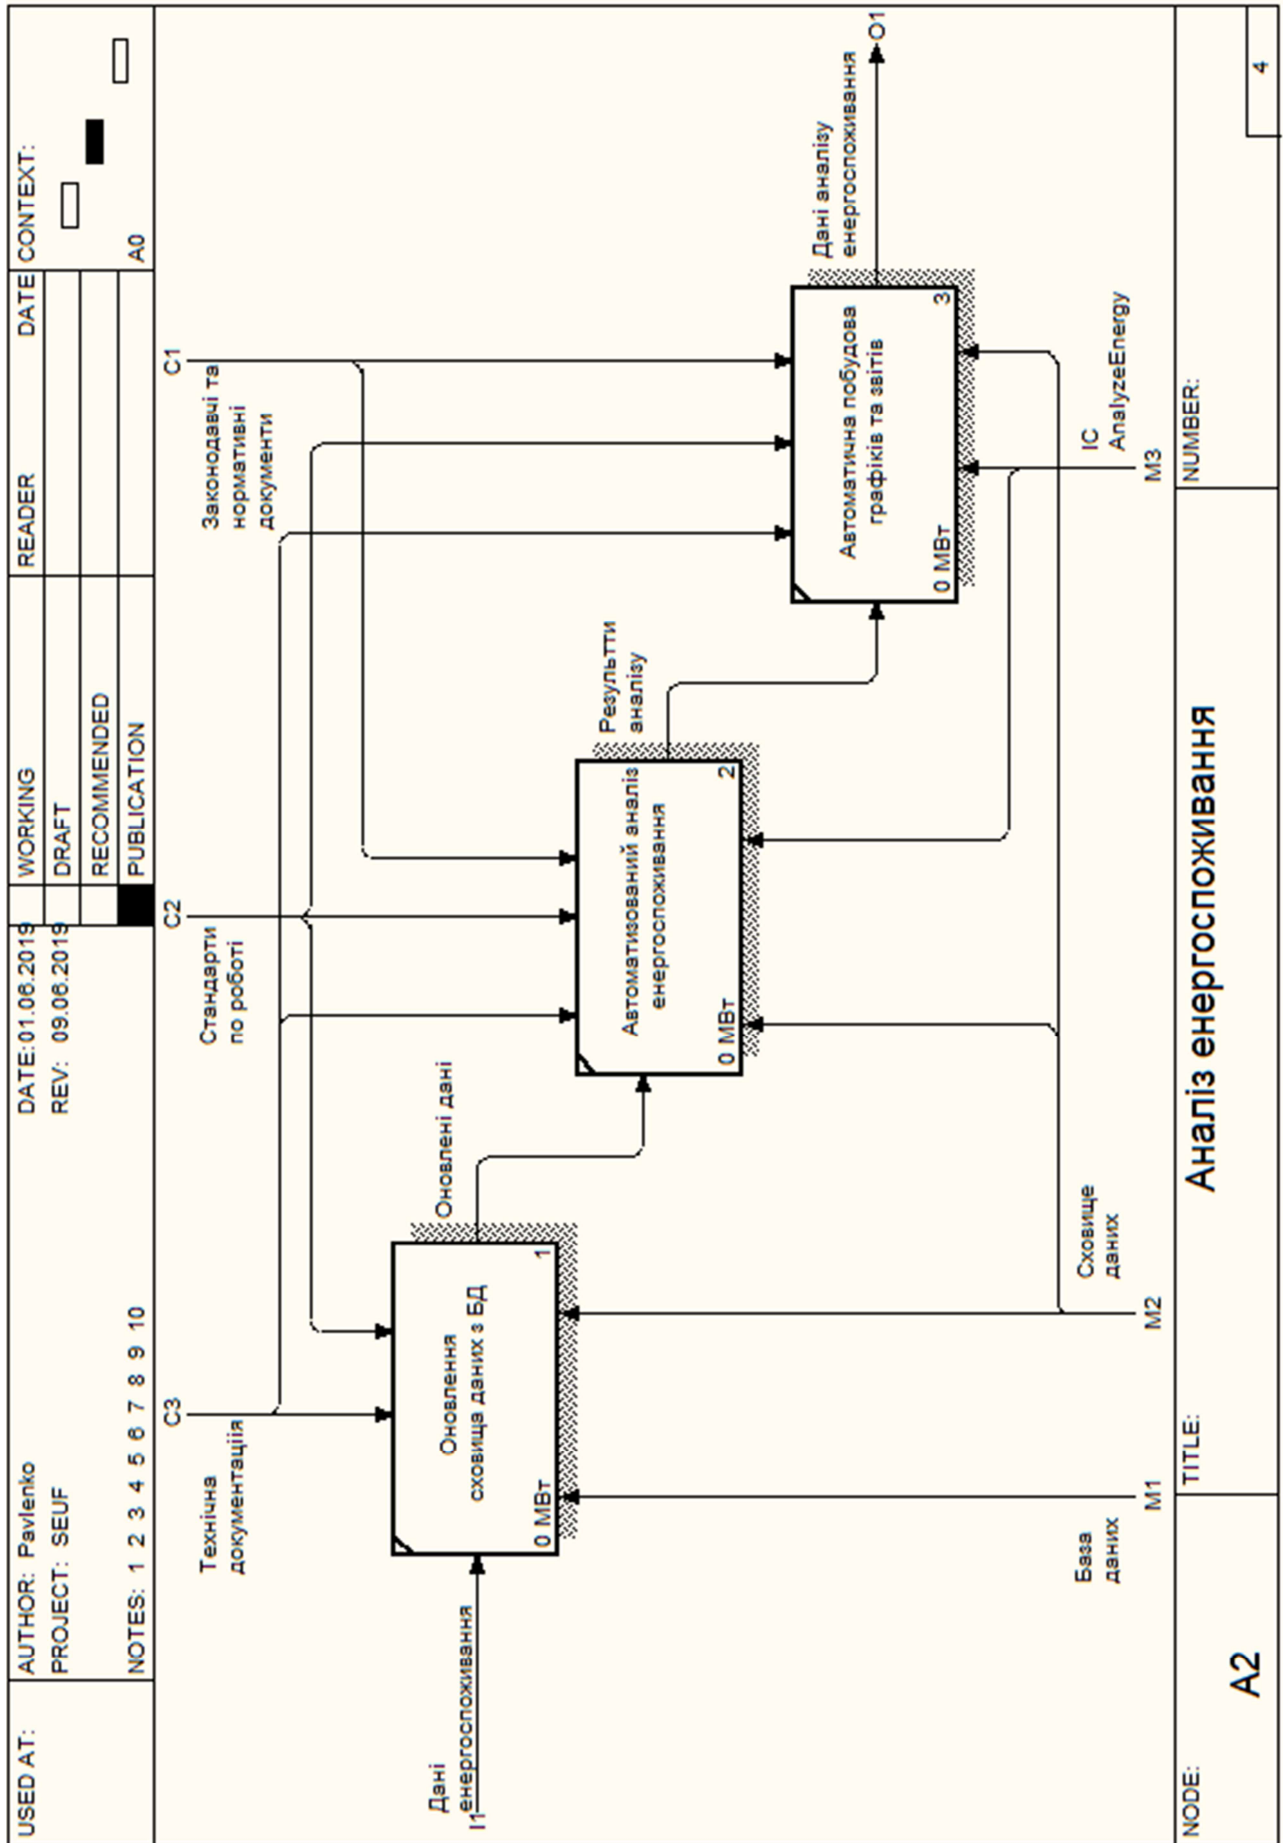 USED AT:
AUTHOR: Pavlenko
DATE: 01.06.2019
WORKING
READER
DATE
CONTEXT:
PROJECT: SEUF
REV: 09.06.2019
DRAFT
RECOMMENDED
NOTES: 1 2 3 4 5 6 7 8 9 10
PUBLICATION
A0
C3
C2
C1
Технічна
документаціія
Стандарти
по роботі
Законодавчі та
нормативні
документи
Дані
енергоспоживання
I1
Оновлення
сховища даних з БД
0 МВт
1
Оновлені дані
Автоматизований аналіз
енергоспоживання
0 МВт
2
Результти
аналізу
Автоматична побудова
графіків та звітів
0 МВт
3
Дані аналізу
енергоспоживання
O1
База
даних
Сховище
даних
ІС
AnalyzeEnergy
M1
M2
M3
NODE:
TITLE:
NUMBER:
A2
Аналіз енергоспоживання
4